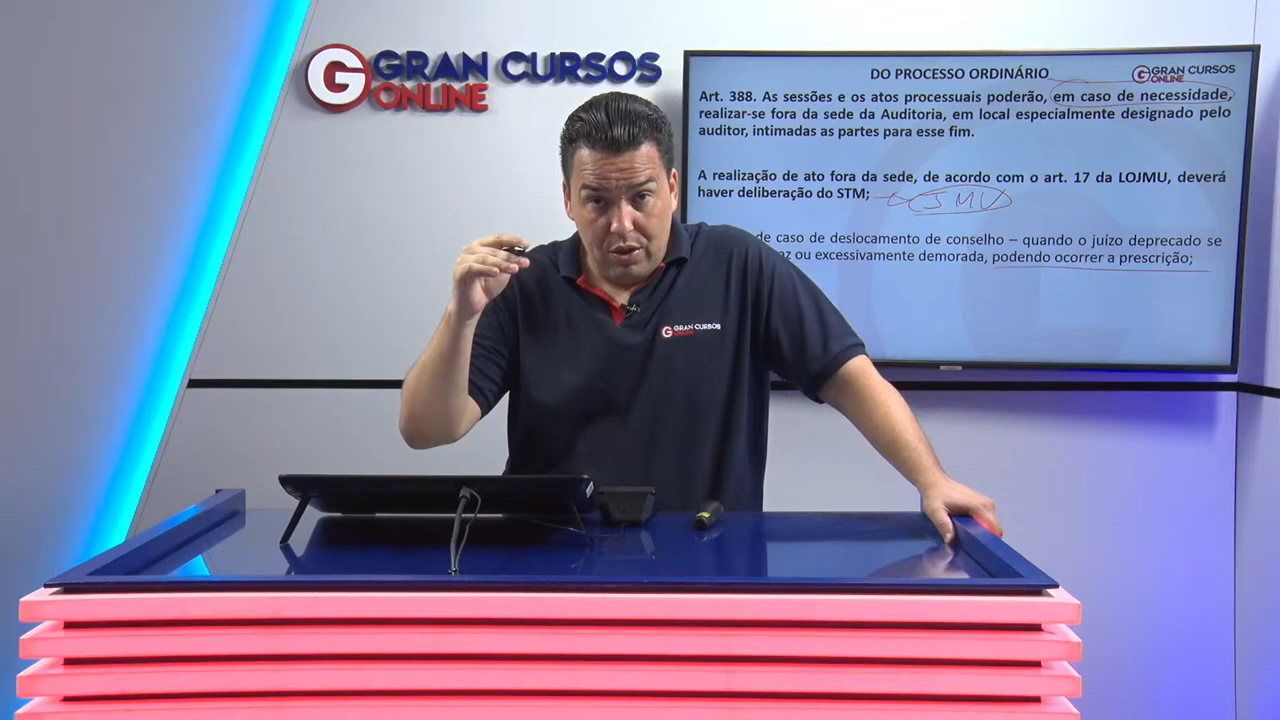 GRAN CURSOS
ONLINE
DO PROCESSO ORDINÁRIO
GRAN CURSOS
ONLINE
Art. 388. As sessões e os atos processuais poderão, em caso de necessidade,
realizar-se fora da sede da Auditoria, em local especialmente designado pelo
auditor, intimadas as partes para esse fim.
A realização de ato fora da sede, de acordo com o art. 17 da LOJMU, deverá
haver deliberação do STM;
JMU
de caso de deslocamento de conselho – quando o juízo deprecado se
ou excessivamente demorada, podendo ocorrer a prescrição;
GRAN CURSOS
ONLINE